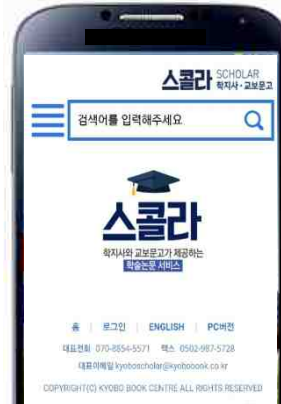 스콜라 SCHOLAR
학지사·교보문고
검색어를 입력해주세요
스콜라
학지사와 교보문고가 제공하는
학술논문 서비스
홈 | 로그인 | ENGLISH | PC버전
대표전화 070-8854-5571 팩스 0502-987-5728
대표이메일 kyoboscholar@kyoboook.co.kr
COPYRIGHT(C) KYOBO BOOK CENTRE ALL RIGHTS RESERVED